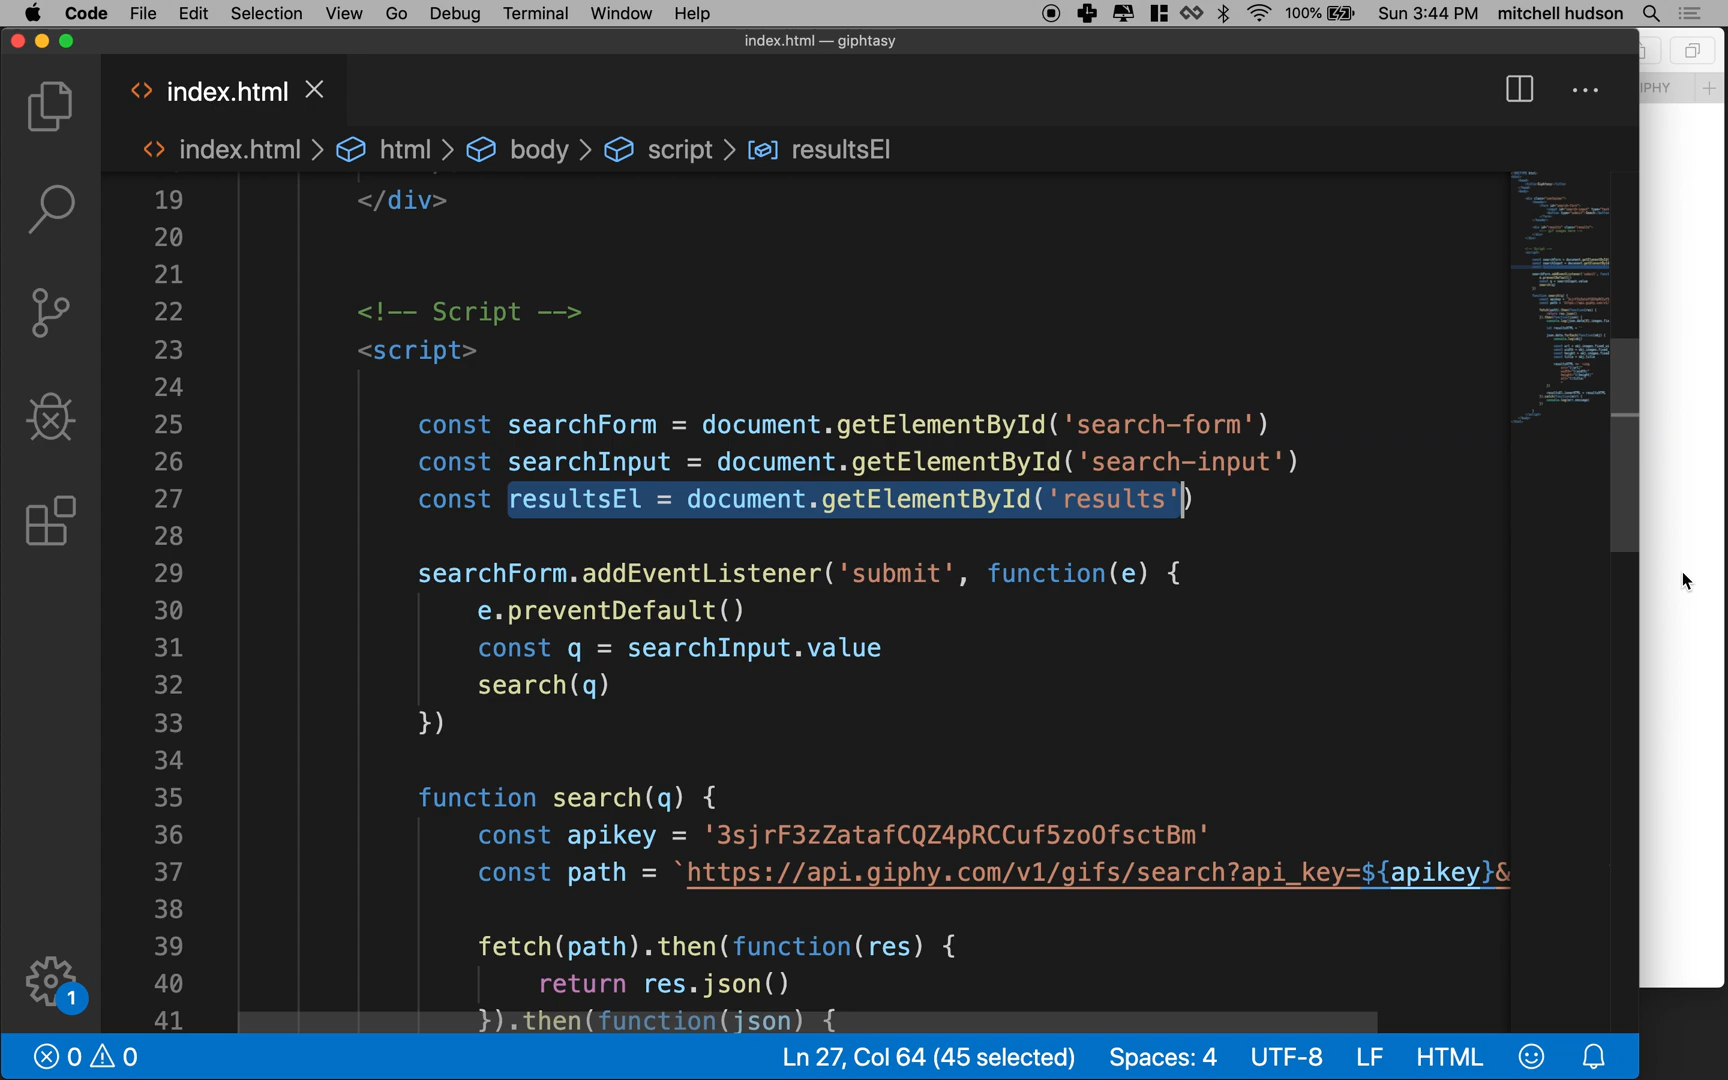 Code File Edit Selection View Go Debug Terminal Window Help 100% Sun 3:44 PM mitchell hudson
index.html — giphtasy
IPHY
index.html
index.html > html > body > script > resultsEl
19 </div>
20
21
22 <!-- Script -->
23 <script>
24
25 const searchForm = document.getElementById('search-form')
26 const searchInput = document.getElementById('search-input')
27 const resultsEl = document.getElementById('results')
28
29 searchForm.addEventListener('submit', function(e) {
30 e.preventDefault()
31 const q = searchInput.value
32 search(q)
33 })
34
35 function search(q) {
36 const apikey = '3sjrF3zZatafCQZ4pRCCuf5zoOfsctBm'
37 const path = `https://api.giphy.com/v1/gifs/search?api_key=${apikey}&
38
39 fetch(path).then(function(res) {
40 return res.json()
41 }).then(function(json) {
1
0 0 Ln 27, Col 64 (45 selected) Spaces: 4 UTF-8 LF HTML